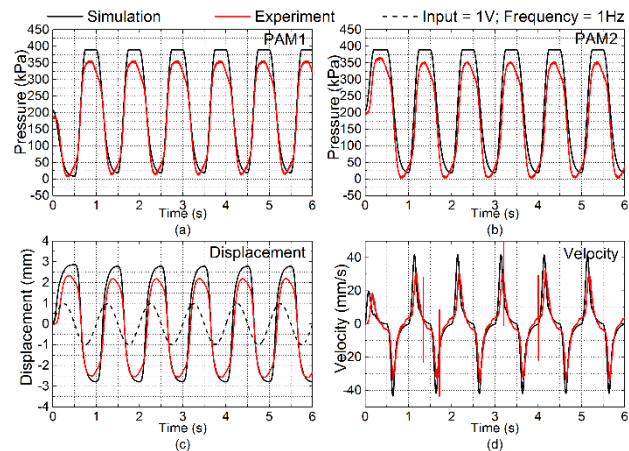 Simulation Experiment Input = 1V; Frequency = 1Hz
PAM1
Pressure (kPa)
450
400
350
300
250
200
150
100
50
0
-50
0 1 2 3 4 5 6
Time (s)
(a)
PAM2
Pressure (kPa)
450
400
350
300
250
200
150
100
50
0
-50
0 1 2 3 4 5 6
Time (s)
(b)
Displacement
Displacement (mm)
4
3
2
1
0
-1
-2
-3
-4
0 1 2 3 4 5 6
Time (s)
(c)
Velocity
Velocity (mm/s)
40
20
0
-20
-40
0 1 2 3 4 5 6
Time (s)
(d)